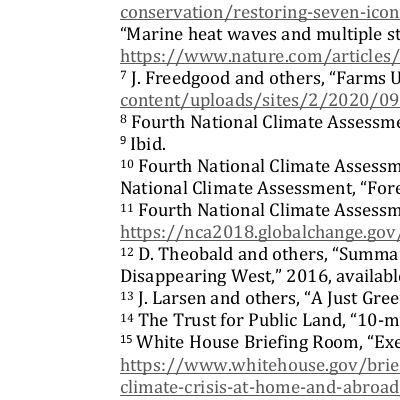 conservation/restoring-seven-icon
“Marine heat waves and multiple st
https://www.nature.com/articles/
7 J. Freedgood and others, “Farms U
content/uploads/sites/2/2020/09
8 Fourth National Climate Assessme
9 Ibid.
10 Fourth National Climate Assessm
National Climate Assessment, “Fore
11 Fourth National Climate Assessm
https://nca2018.globalchange.gov/
12 D. Theobald and others, “Summa
Disappearing West,” 2016, availabl
13 J. Larsen and others, “A Just Gree
14 The Trust for Public Land, “10-m
15 White House Briefing Room, “Exe
https://www.whitehouse.gov/brie
climate-crisis-at-home-and-abroad